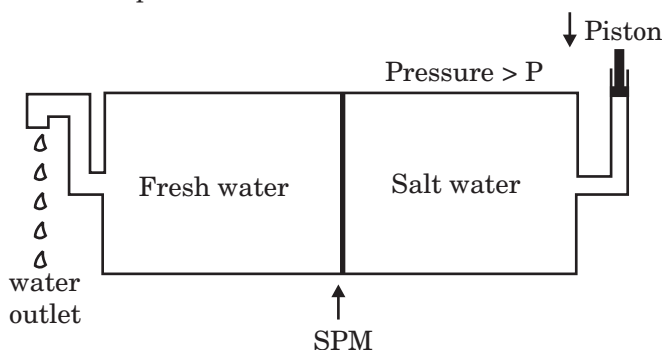 Piston
Pressure > P
Fresh water
Salt water
water
outlet
SPM